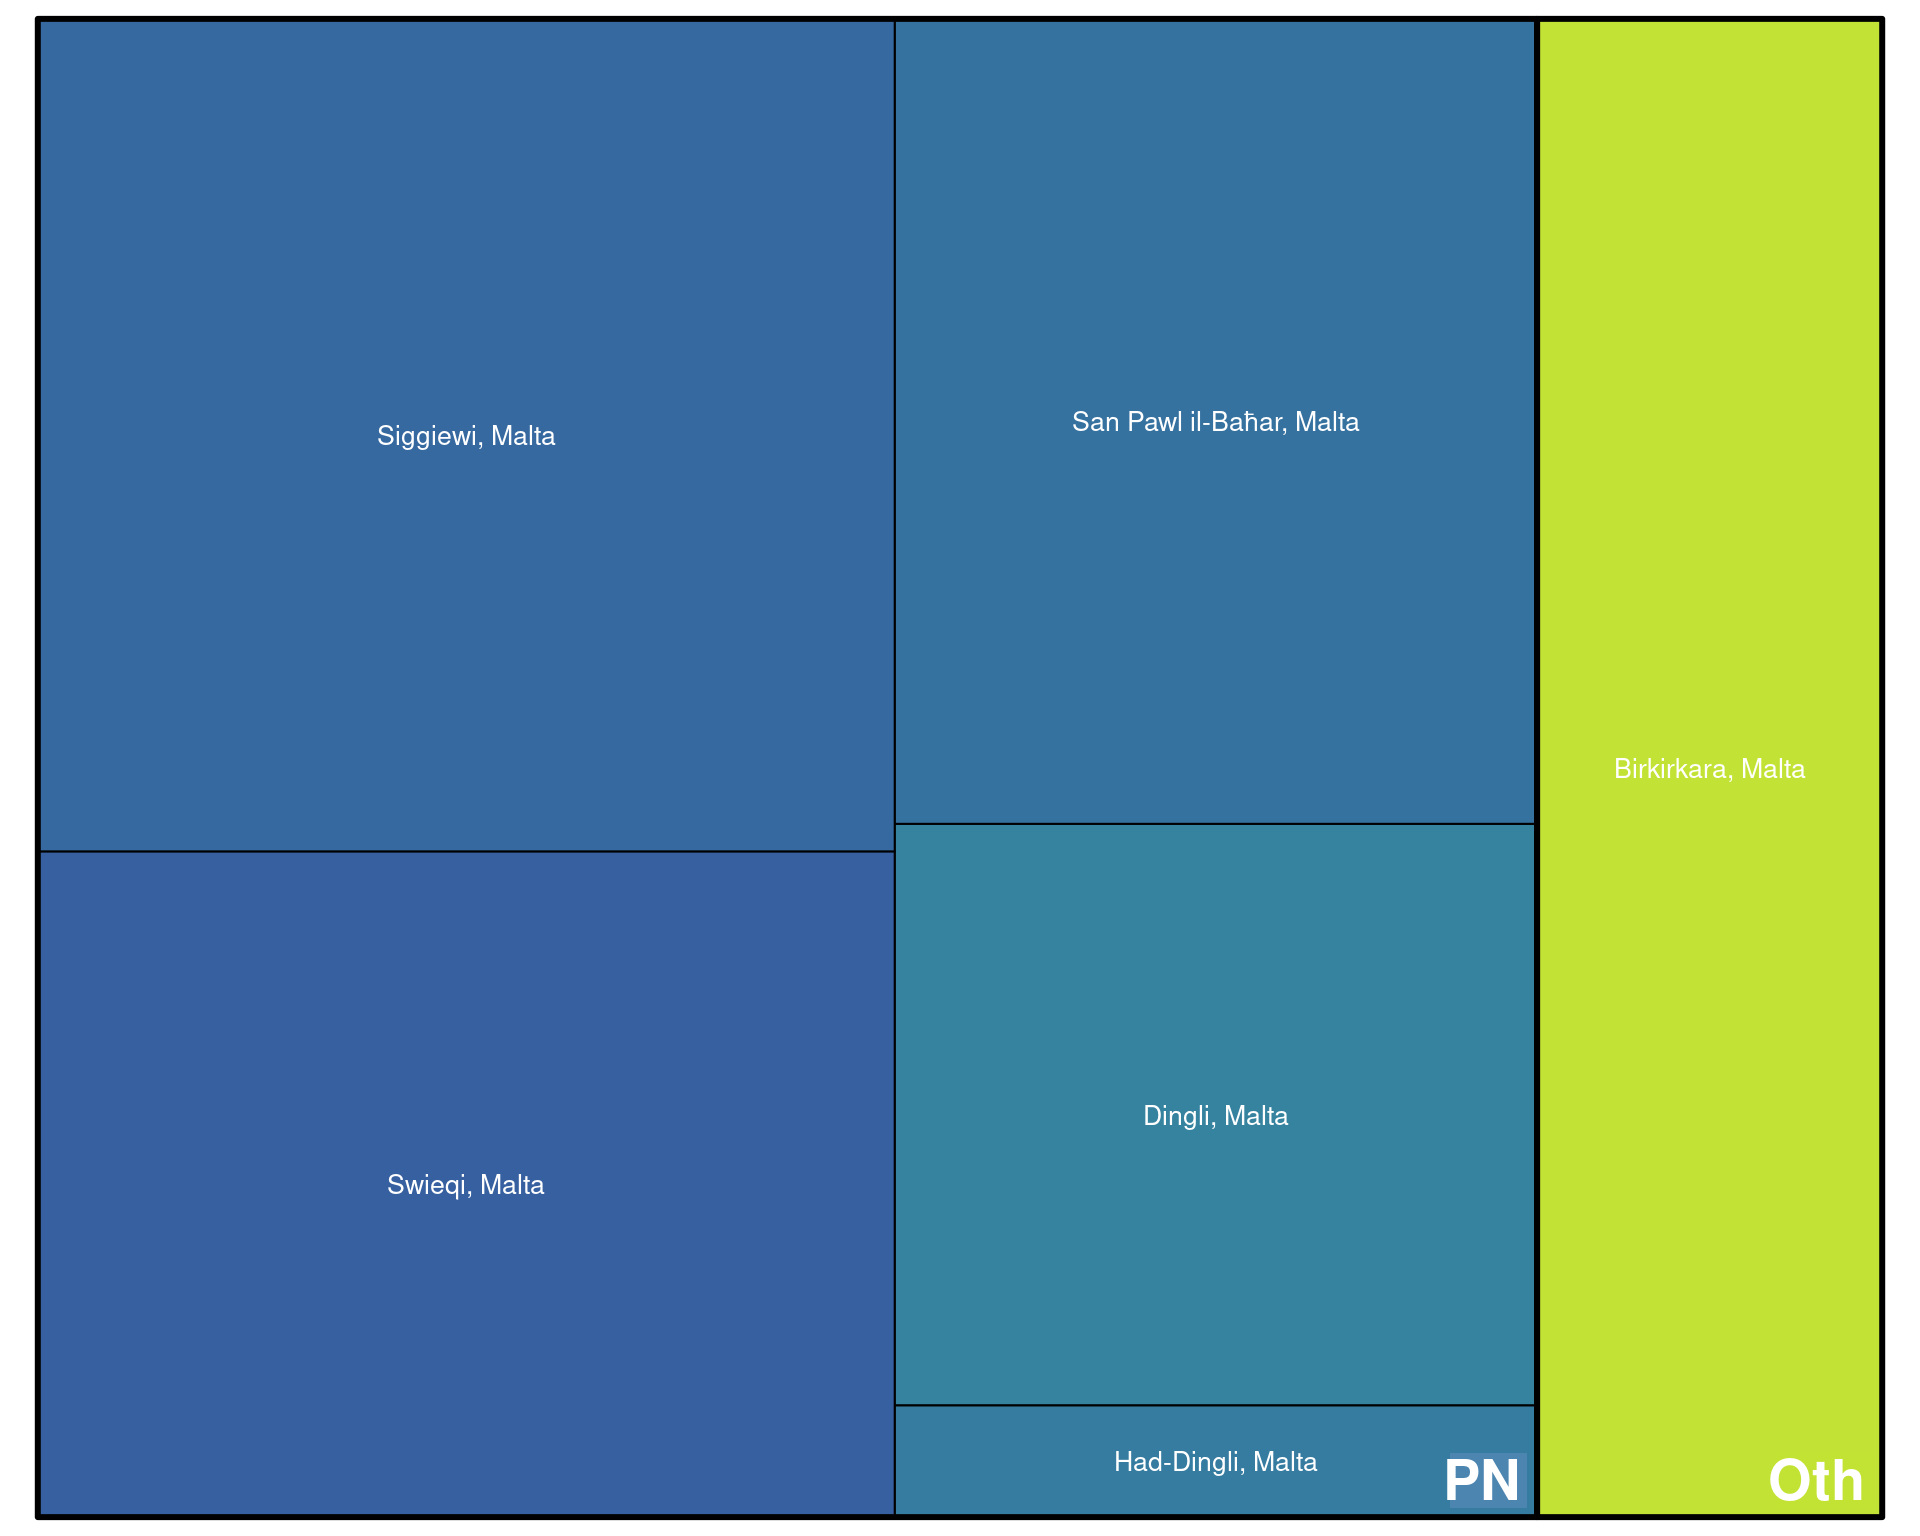 Siggiewi, Malta
San Pawl il-Baħar, Malta
Birkirkara, Malta
Dingli, Malta
Swieqi, Malta
Had-Dingli, Malta
PN
Oth